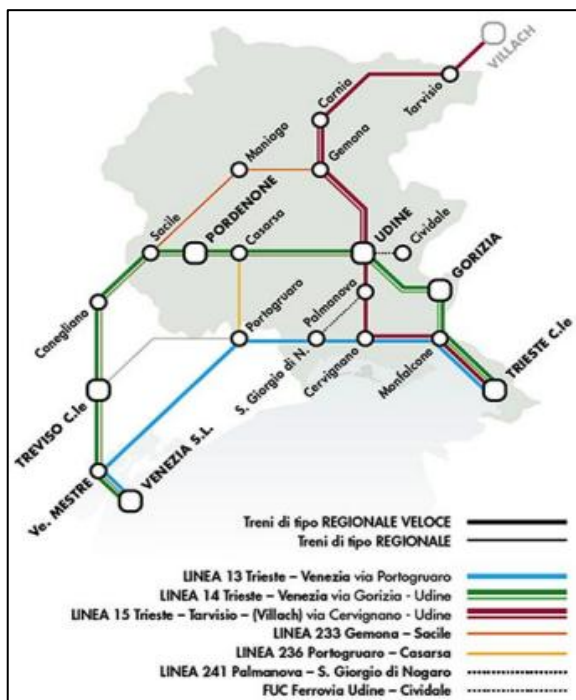 VILLACH
Tarvisio
Carnia
Gemona
Maniago
Sacile
PORDENONE
Casarsa
UDINE
Cividale
GORIZIA
Conegliano
Palmanova
Portogruaro
S. Giorgio di N.
Cervignano
Monfalcone
TRIESTE C.le
TREVISO C.le
VENEZIA S.L.
Ve. MESTRE
Treni di tipo REGIONALE VELOCE
Treni di tipo REGIONALE
LINEA 13 Trieste – Venezia via Portogruaro
LINEA 14 Trieste – Venezia via Gorizia - Udine
LINEA 15 Trieste – Tarvisio – (Villach) via Cervignano - Udine
LINEA 233 Gemona – Sacile
LINEA 236 Portogruaro – Casarsa
LINEA 241 Palmanova – S. Giorgio di Nogaro
FUC Ferrovia Udine – Cividale